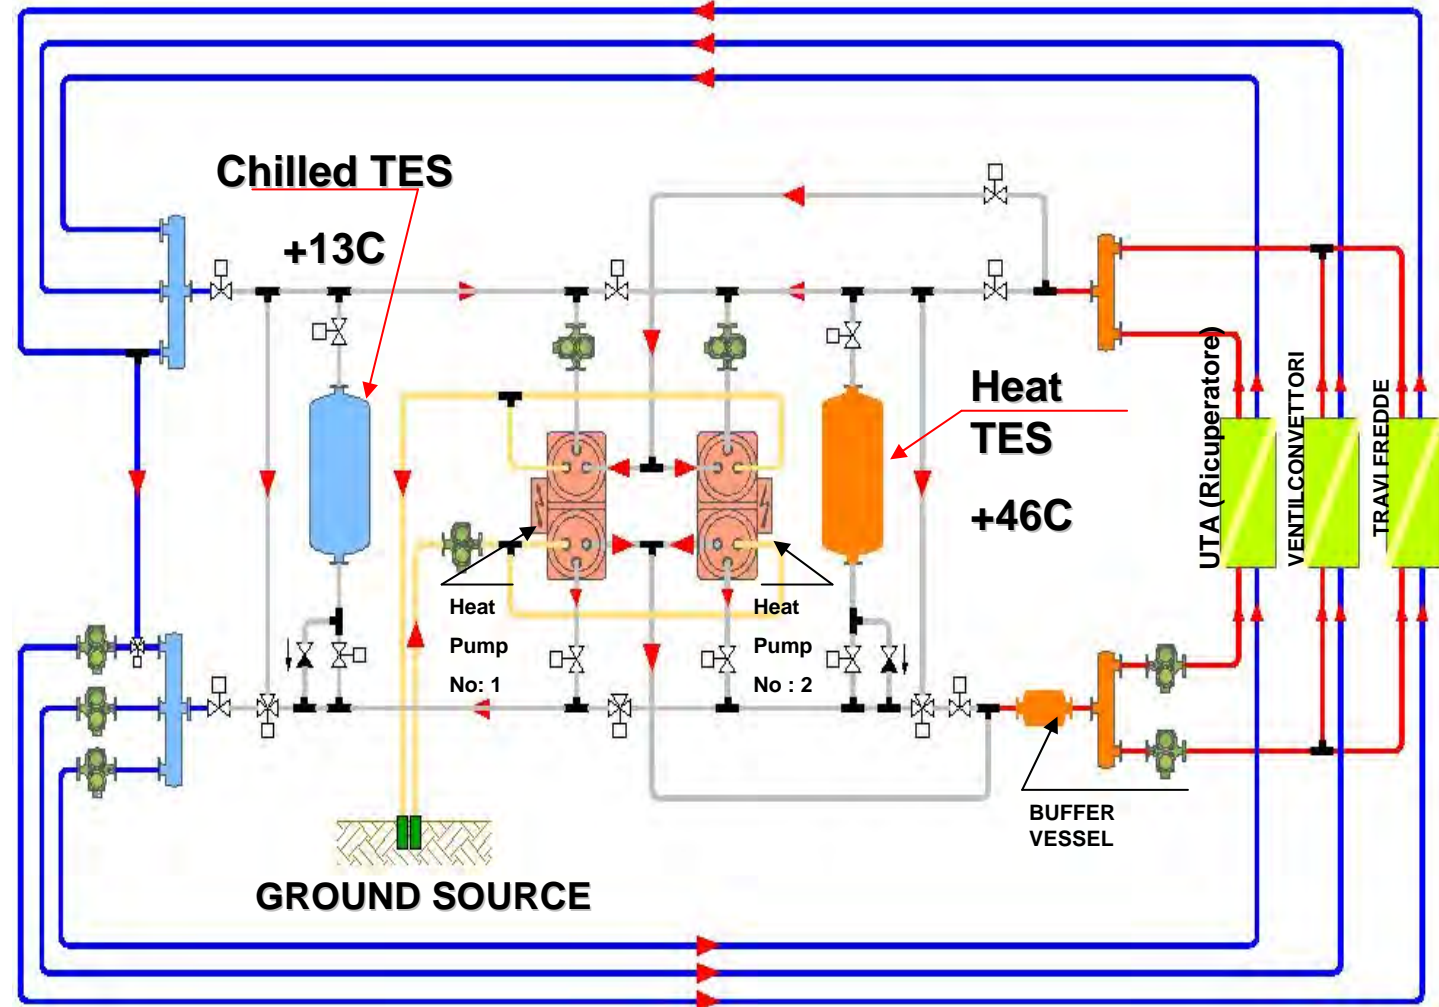 Chilled TES
+13C
Heat
TES
+46C
UTA (Ricuperatore)
VENTILCONVETTORI
TRAVI FREDDE
Heat
Pump
No: 1
Heat
Pump
No : 2
BUFFER
VESSEL
GROUND SOURCE